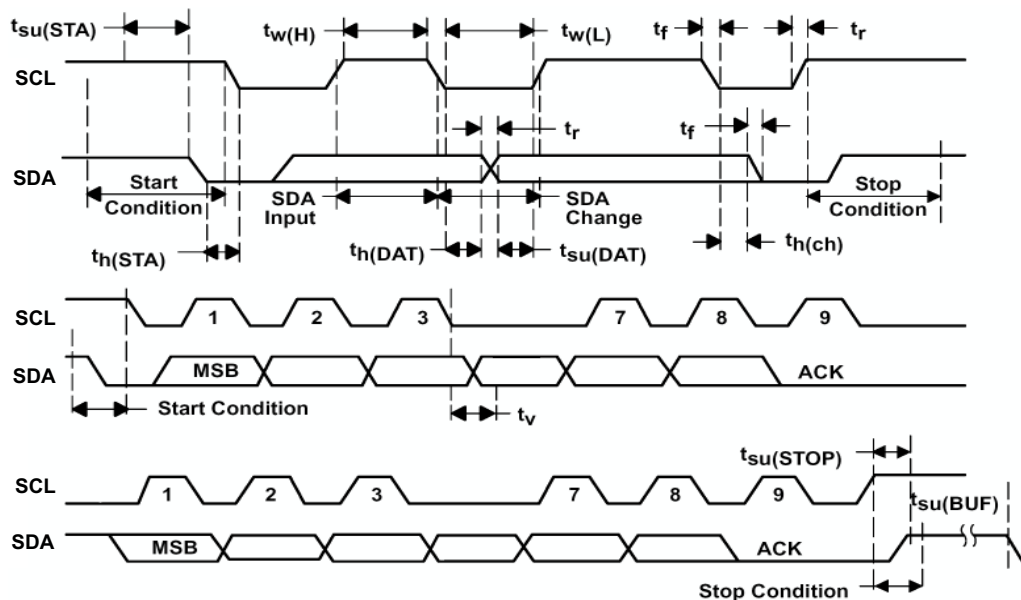 tsu(STA)
tw(H)
tw(L)
tf
tr
SCL
tr
tf
SDA
Start
Condition
SDA
Input
SDA
Change
Stop
Condition
th(STA)
th(DAT)
tsu(DAT)
th(ch)
SCL
1
2
3
7
8
9
SDA
MSB
ACK
Start Condition
tv
tsu(STOP)
SCL
1
2
3
7
8
9
tsu(BUF)
SDA
MSB
ACK
Stop Condition